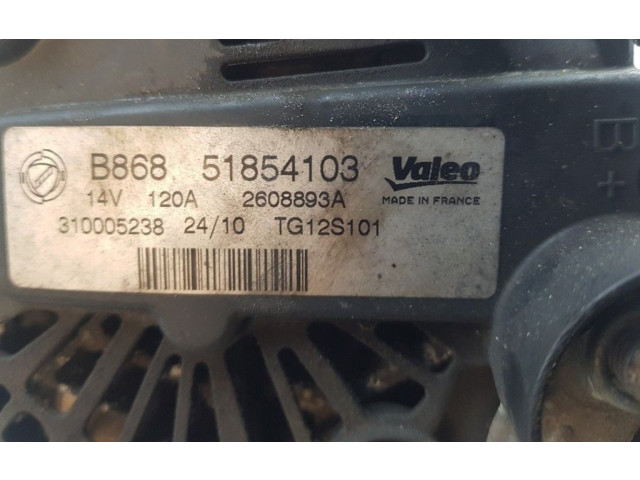 B868 51854103 Valeo
14V 120A 2608893A MADE IN FRANCE
310005238 24/10 TG12S101
B+